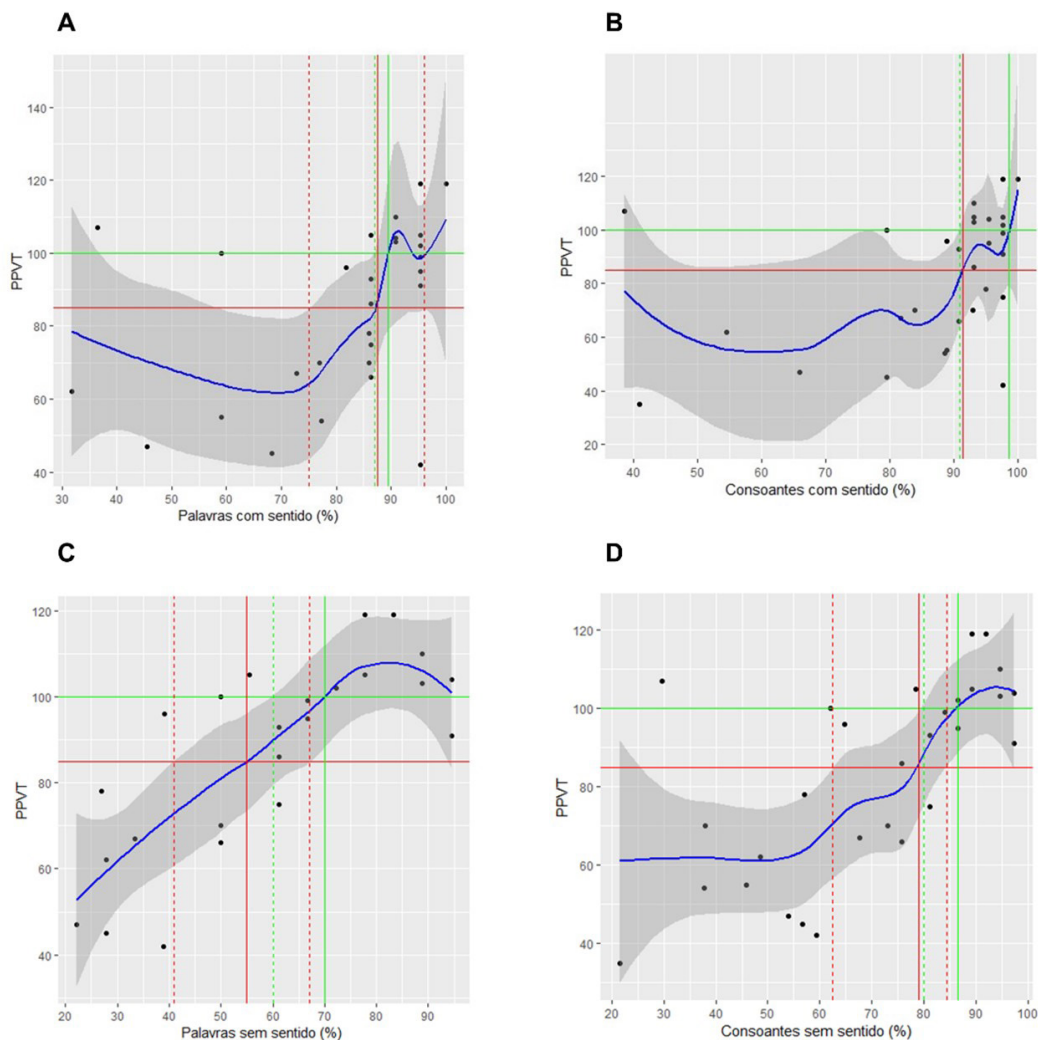 A
PPVT
140
120
100
80
60
40
30 40 50 60 70 80 90 100
Palavras com sentido (%)
B
PPVT
120
100
80
60
40
20
40 50 60 70 80 90 100
Consoantes com sentido (%)
C
PPVT
120
100
80
60
40
20 30 40 50 60 70 80 90
Palavras sem sentido (%)
D
PPVT
120
100
80
60
40
20 30 40 50 60 70 80 90 100
Consoantes sem sentido (%)